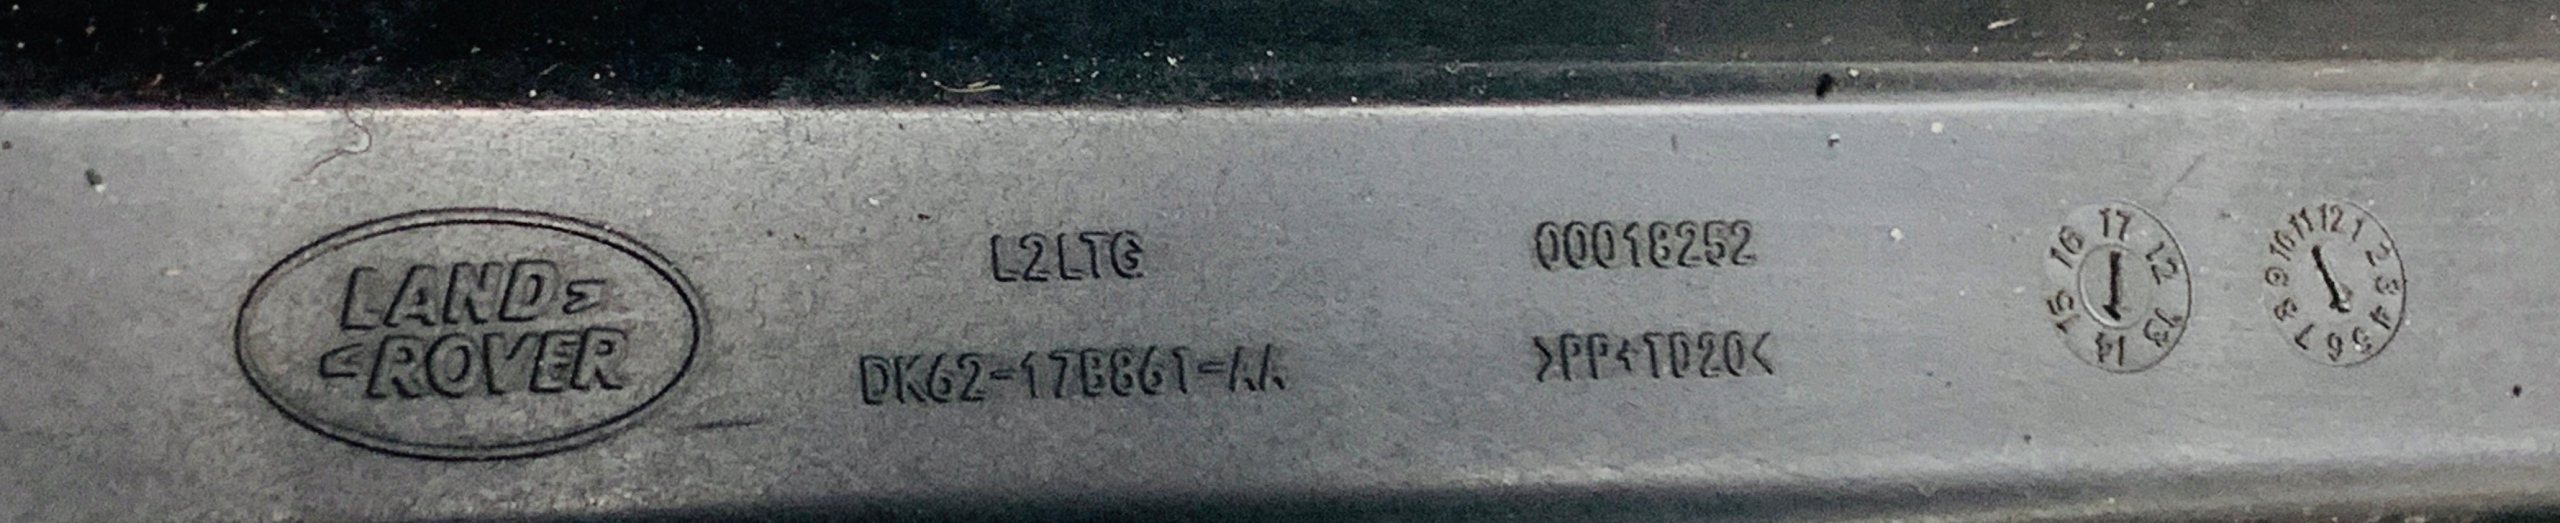 LAND
ROVER
L2LTG
DK62-17B861-AA
00016252
>PP+TD20<
12 13 14 15 16 17
1 2 3 4 5 6 7 8 9 10 11 12